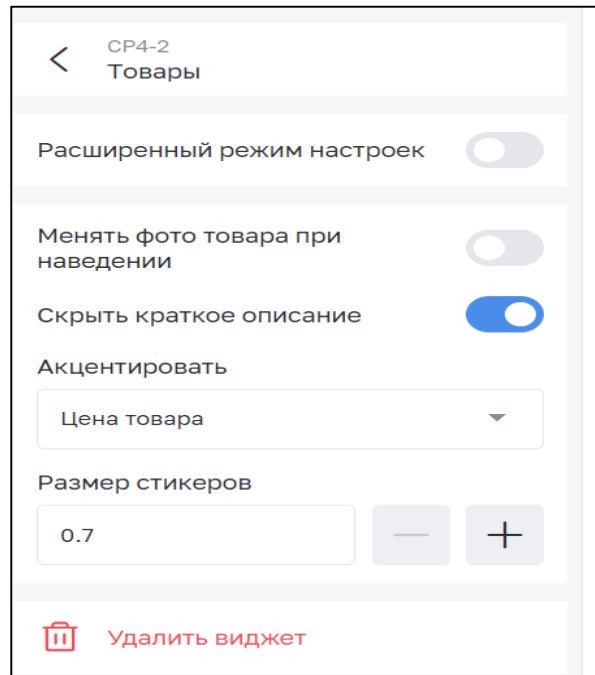 CP4-2
Товары
Расширенный режим настроек
Менять фото товара при
наведении
Скрыть краткое описание
Акцентировать
Цена товара
Размер стикеров
0.7
Удалить виджет